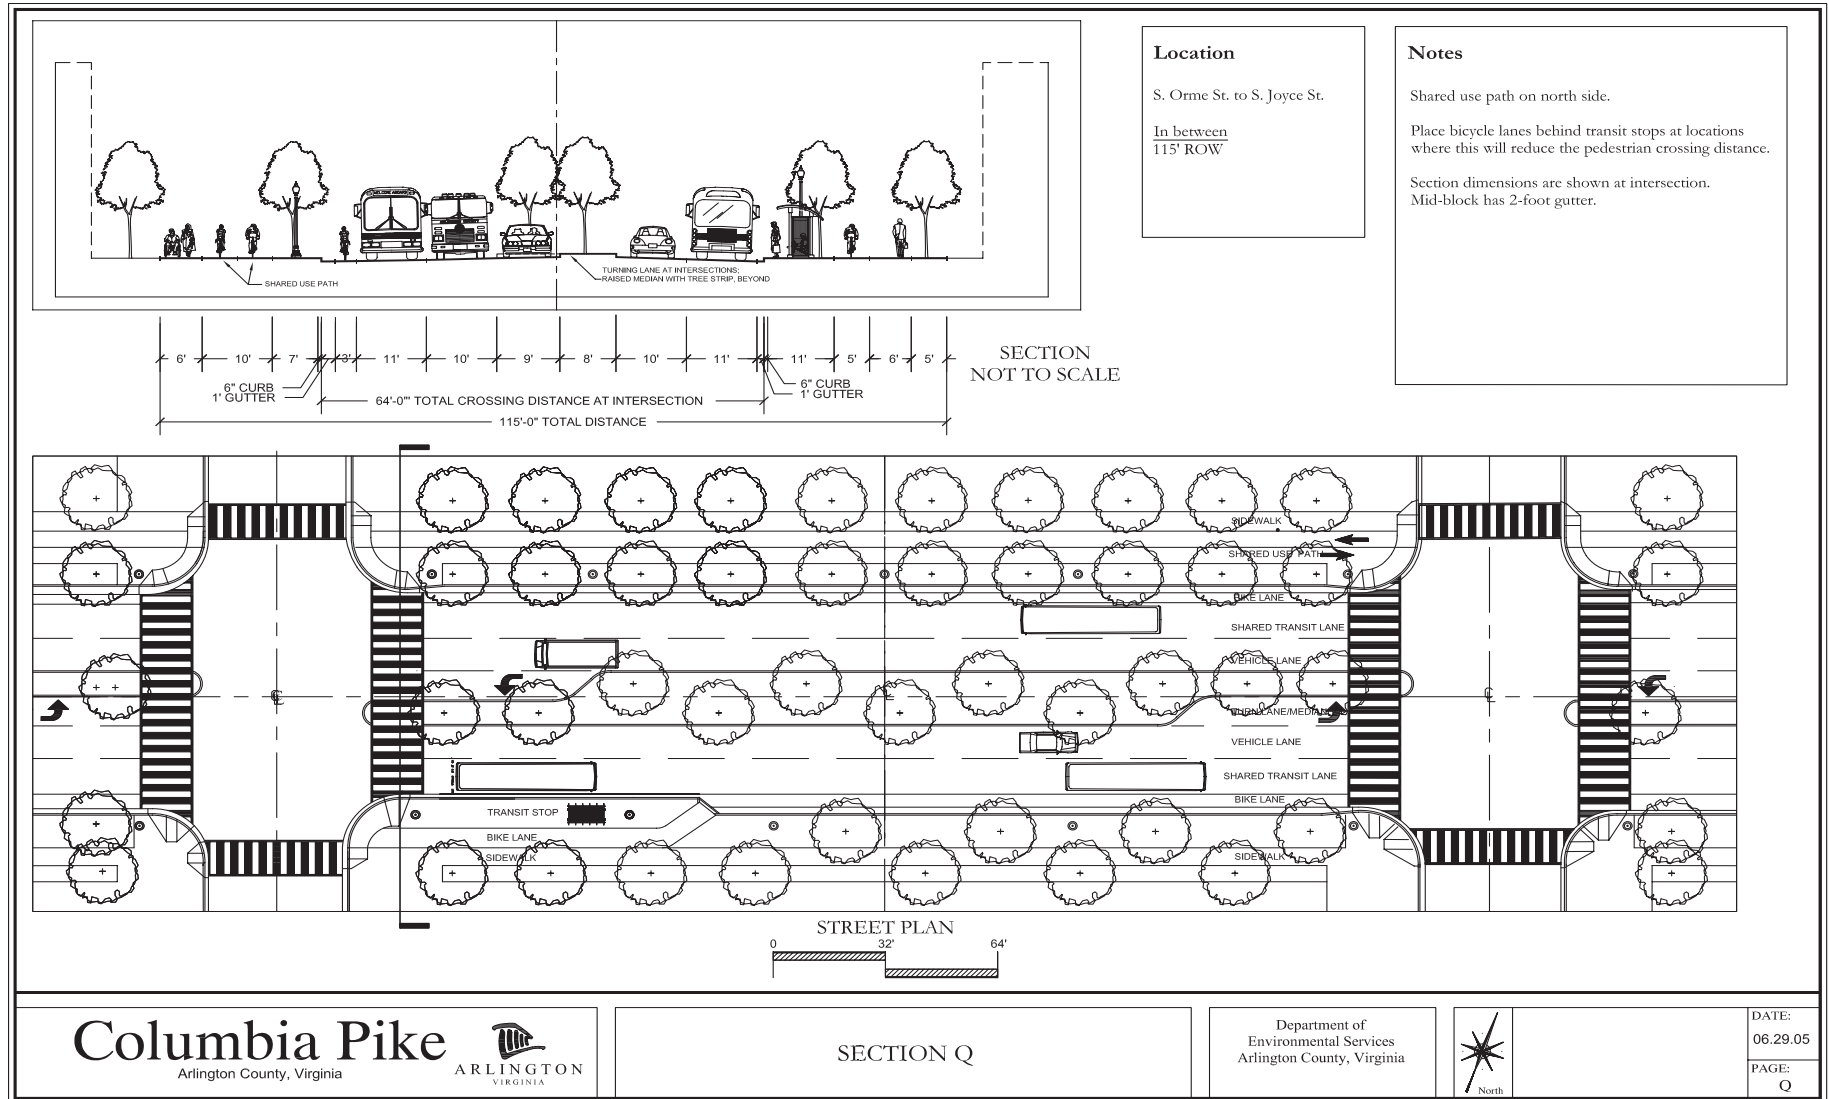 WELCOME ABOARD
SHARED USE PATH
TURNING LANE AT INTERSECTIONS;
RAISED MEDIAN WITH TREE STRIP, BEYOND
Location
S. Orme St. to S. Joyce St.
In between
115' ROW
Notes
Shared use path on north side.
Place bicycle lanes behind transit stops at locations
where this will reduce the pedestrian crossing distance.
Section dimensions are shown at intersection.
Mid-block has 2-foot gutter.
6' 10' 7' 3' 11' 10' 9' 8' 10' 11' 11' 5' 6' 5'
6" CURB
1' GUTTER
6" CURB
1' GUTTER
64'-0"' TOTAL CROSSING DISTANCE AT INTERSECTION
115'-0" TOTAL DISTANCE
SECTION
NOT TO SCALE
SIDEWALK
SHARED USE PATH
BIKE LANE
SHARED TRANSIT LANE
VEHICLE LANE
TURN LANE/MEDIAN
VEHICLE LANE
SHARED TRANSIT LANE
BIKE LANE
TRANSIT STOP
BIKE LANE
SIDEWALK
SIDEWALK
STREET PLAN
0 32' 64'
Columbia Pike
Arlington County, Virginia
ARLINGTON
VIRGINIA
SECTION Q
Department of
Environmental Services
Arlington County, Virginia
North
DATE:
06.29.05
PAGE:
Q